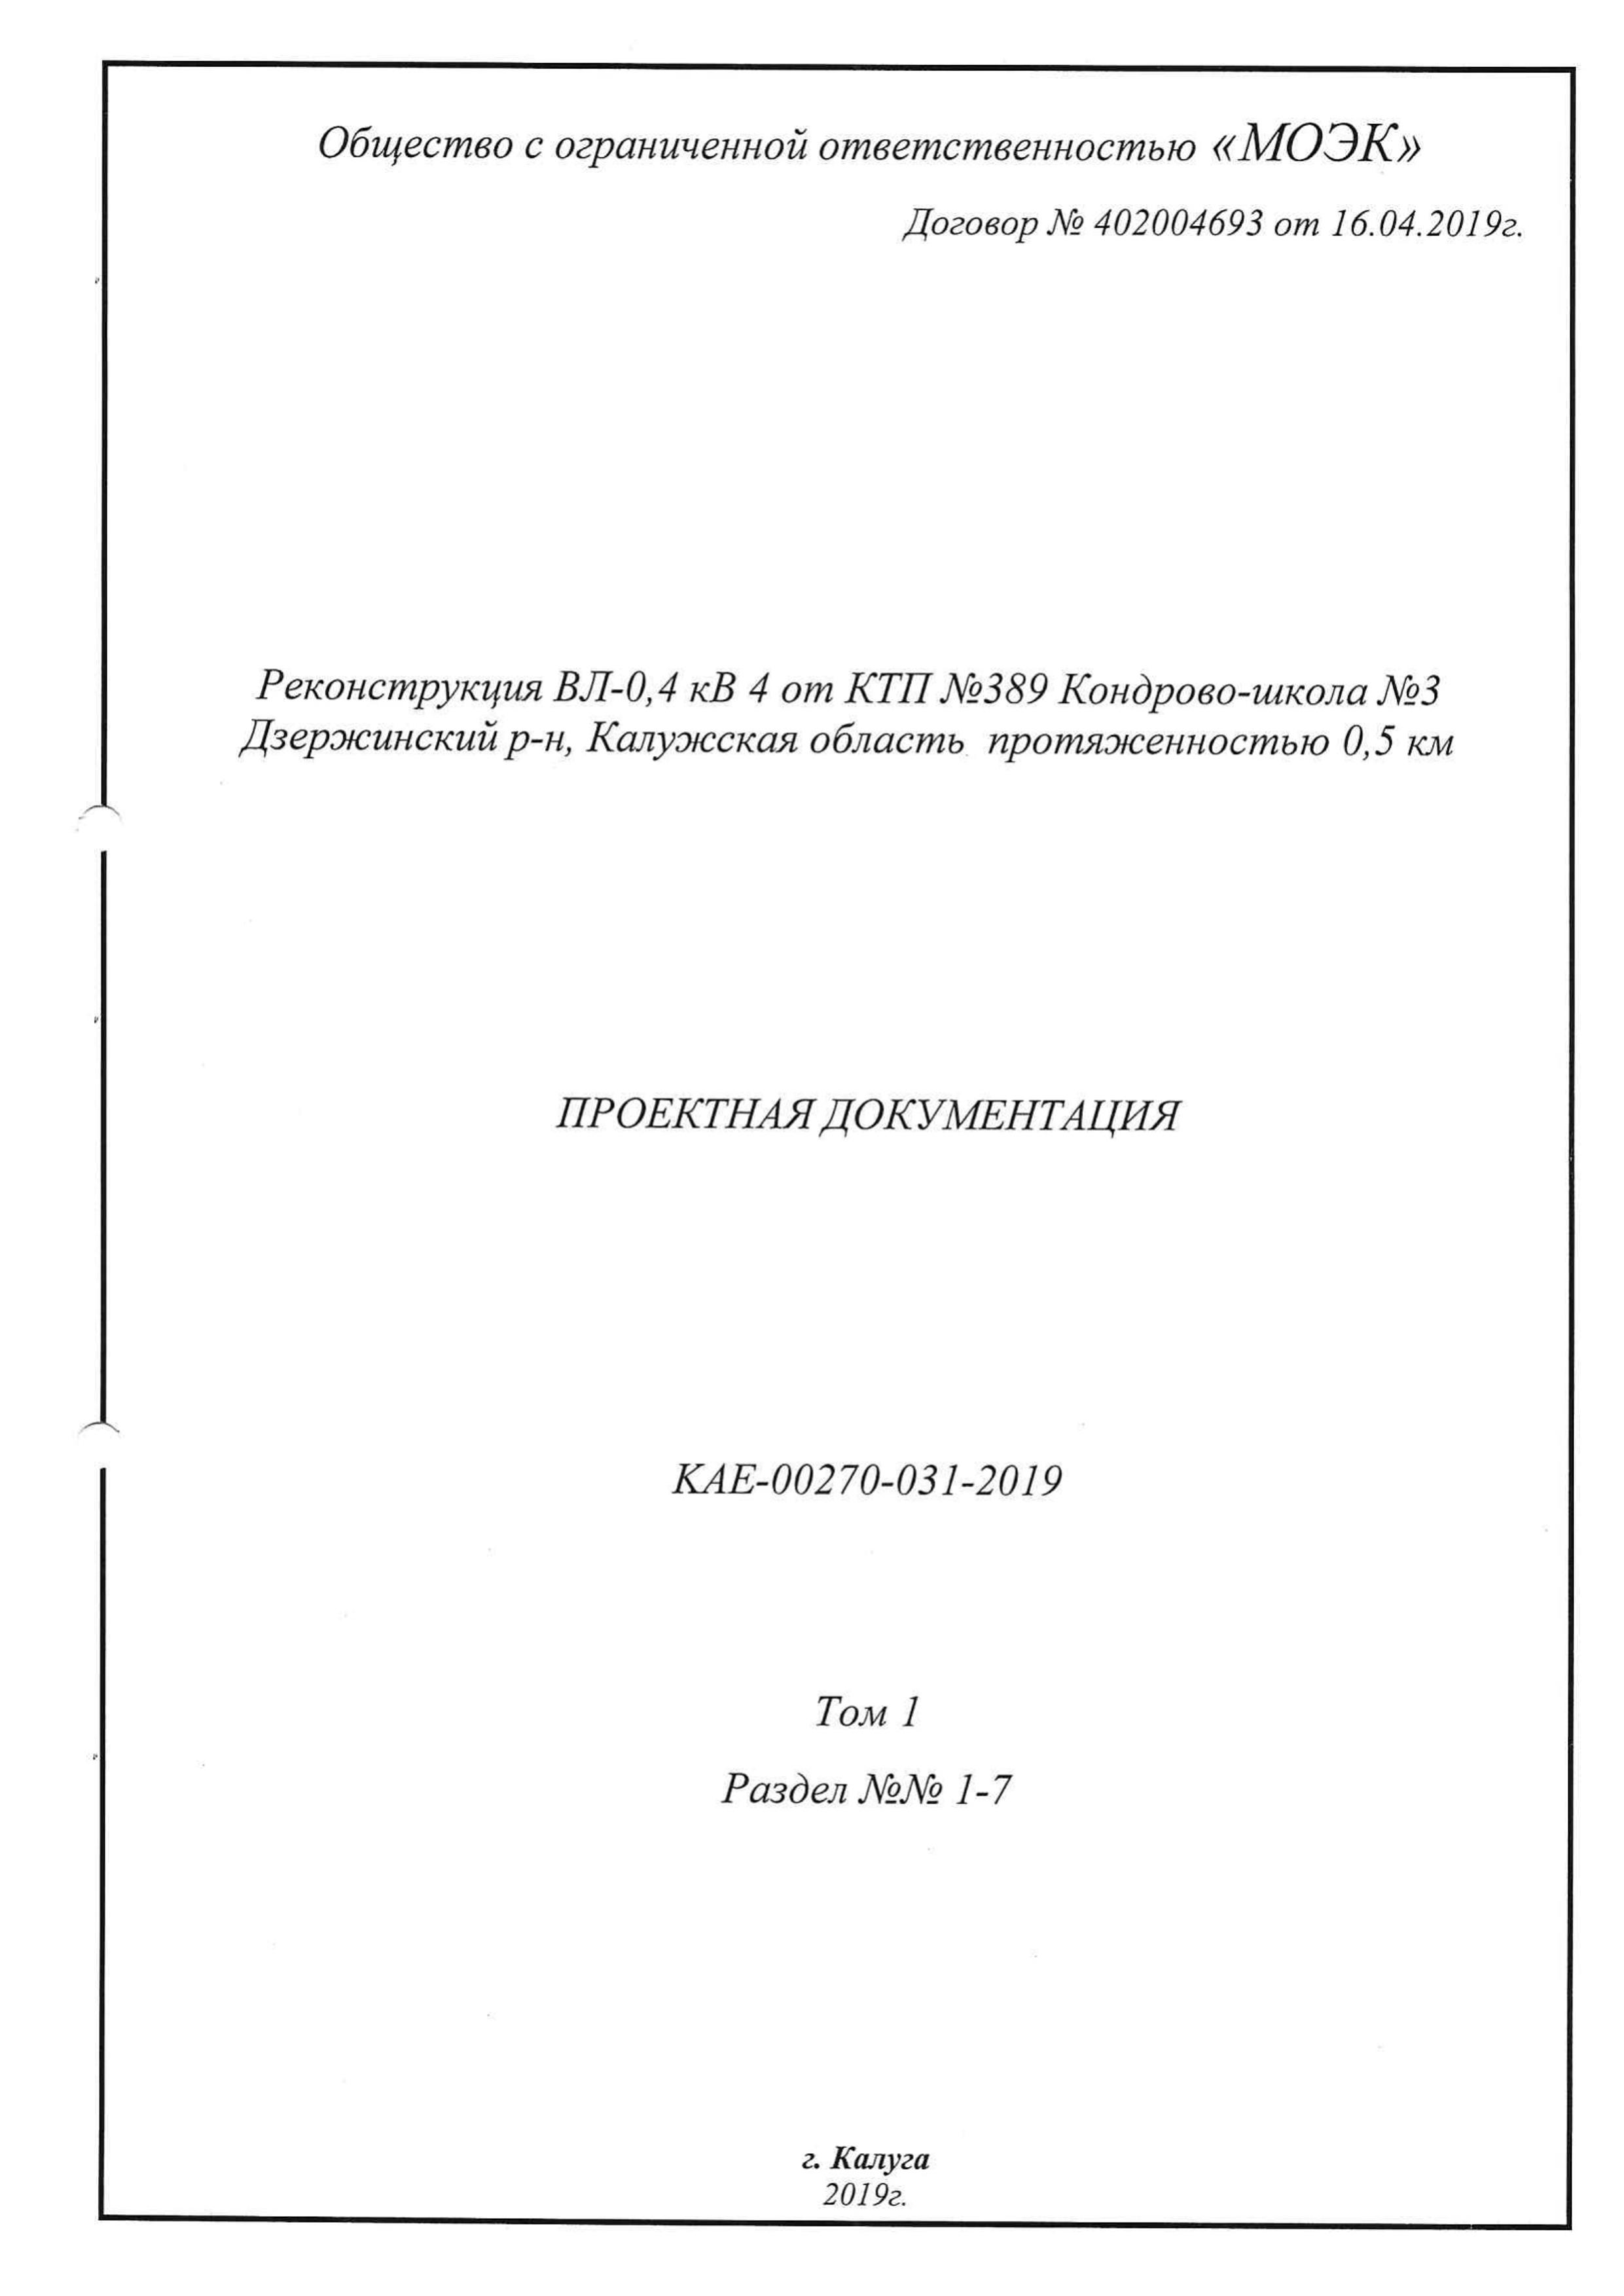 Общество с ограниченной ответственностью «МОЭК»
Договор № 402004693 от 16.04.2019г.
Реконструкция ВЛ-0,4 кВ 4 от КТП №389 Кондрово-школа №3
Дзержинский р-н, Калужская область протяженностью 0,5 км
ПРОЕКТНАЯ ДОКУМЕНТАЦИЯ
КАЕ-00270-031-2019
Том 1
Раздел №№ 1-7
г. Калуга
2019г.